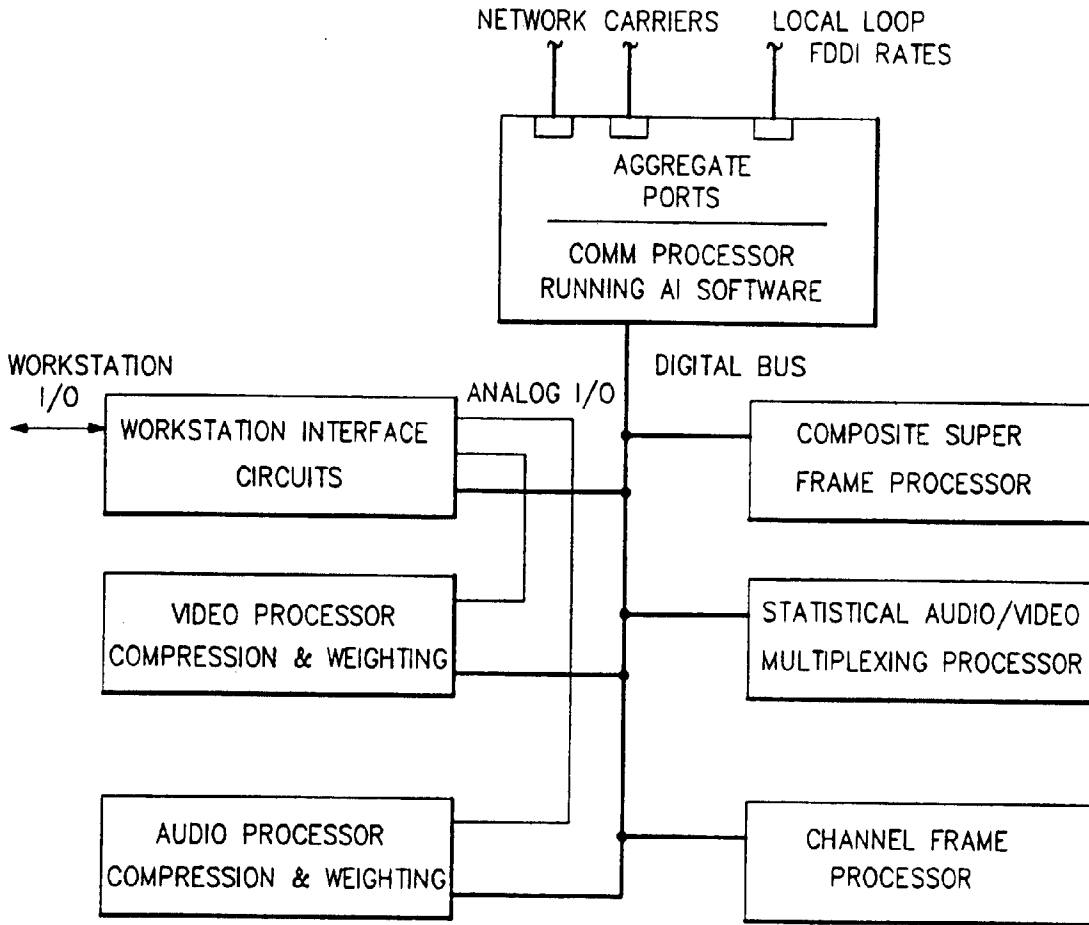 NETWORK CARRIERS
LOCAL LOOP
FDDI RATES
AGGREGATE
PORTS
COMM PROCESSOR
RUNNING AI SOFTWARE
DIGITAL BUS
WORKSTATION
I/O
ANALOG I/O
WORKSTATION INTERFACE
CIRCUITS
COMPOSITE SUPER
FRAME PROCESSOR
VIDEO PROCESSOR
COMPRESSION & WEIGHTING
STATISTICAL AUDIO/VIDEO
MULTIPLEXING PROCESSOR
AUDIO PROCESSOR
COMPRESSION & WEIGHTING
CHANNEL FRAME
PROCESSOR